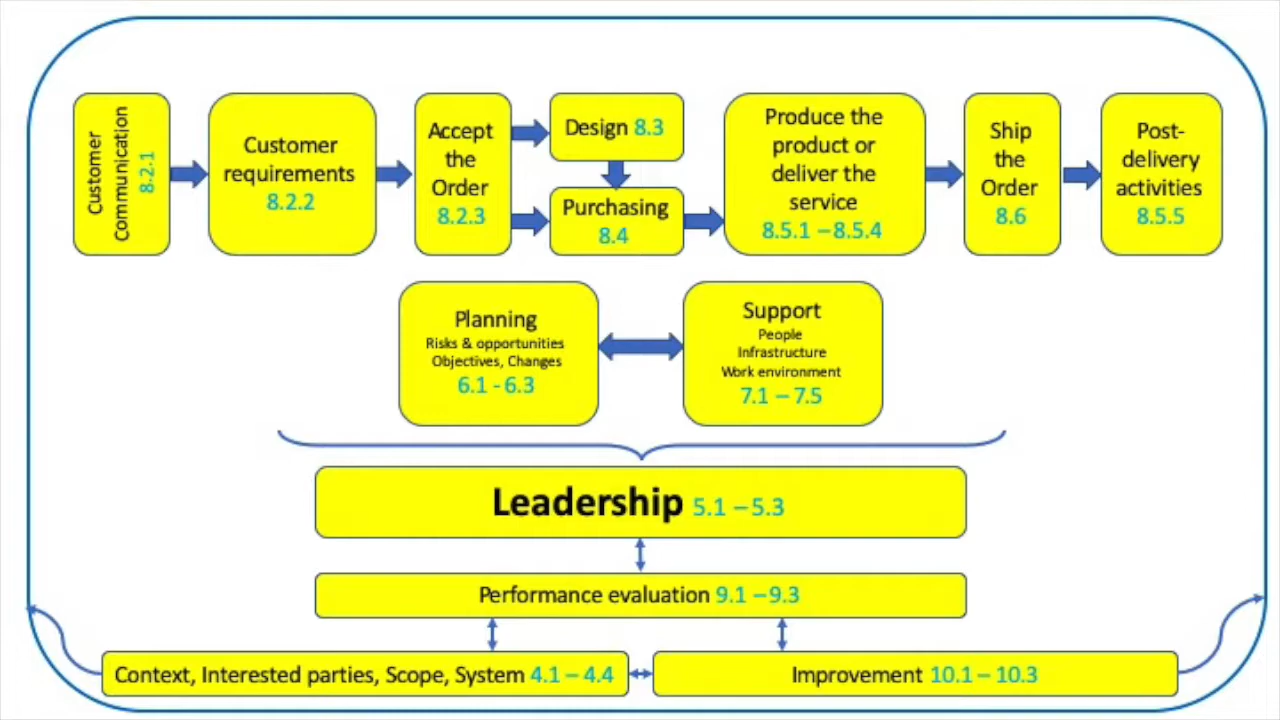 Customer
Communication
8.2.1
Customer
requirements
8.2.2
Accept
the
Order
8.2.3
Design 8.3
Purchasing
8.4
Produce the
product or
deliver the
service
8.5.1 – 8.5.4
Ship
the
Order
8.6
Post-
delivery
activities
8.5.5
Planning
Risks & opportunities
Objectives, Changes
6.1 - 6.3
Support
People
Infrastructure
Work environment
7.1 – 7.5
Leadership 5.1 – 5.3
Performance evaluation 9.1 – 9.3
Context, Interested parties, Scope, System 4.1 – 4.4
Improvement 10.1 – 10.3